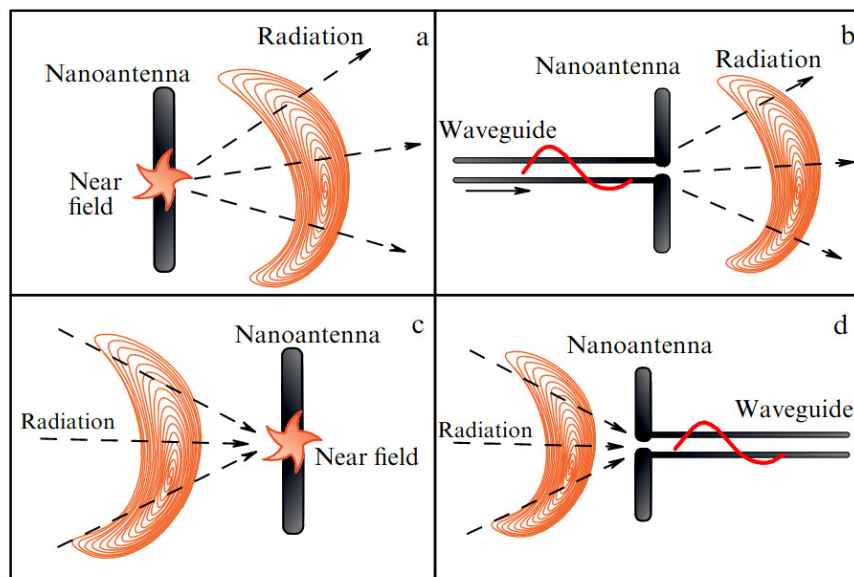 a
Radiation
Nanoantenna
Near
field
b
Nanoantenna
Radiation
Waveguide
c
Nanoantenna
Radiation
Near field
d
Nanoantenna
Waveguide
Radiation